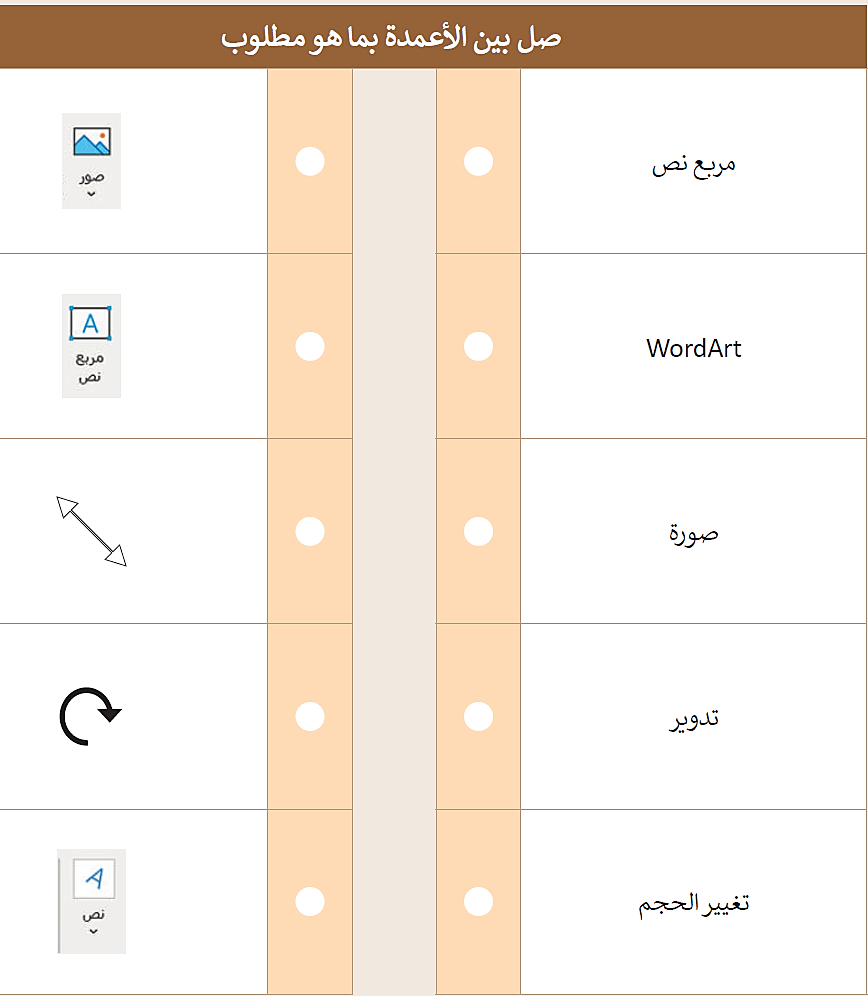 صل بين الأعمدة بما هو مطلوب
مربع نص
صور
WordArt
A
مربع
نص
صورة
تدوير
تغيير الحجم
A
نص